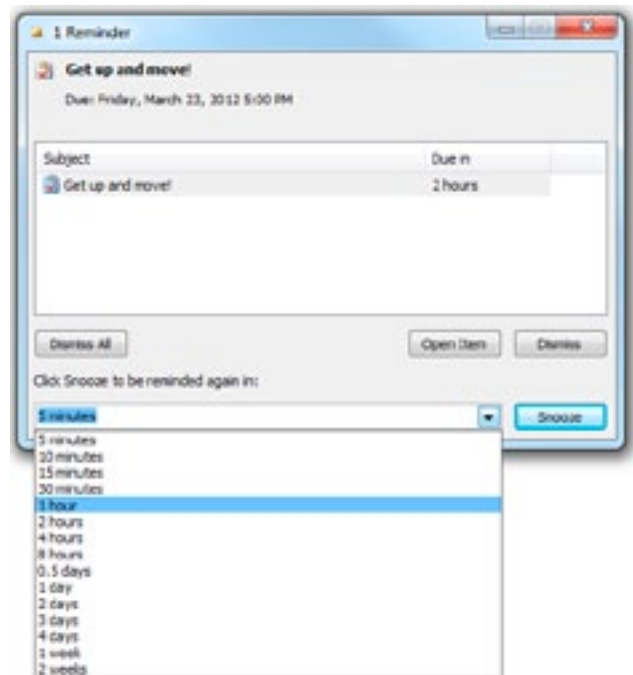 1 Reminder
Get up and move!
Due: Friday, March 23, 2012 5:00 PM
Subject Due in
Get up and move! 2 hours
Dismiss All Open Item Dismiss
Click Snooze to be reminded again in:
5 minutes Snooze
5 minutes
10 minutes
15 minutes
30 minutes
1 hour
2 hours
4 hours
8 hours
0.5 days
1 day
2 days
3 days
4 days
1 week
2 weeks